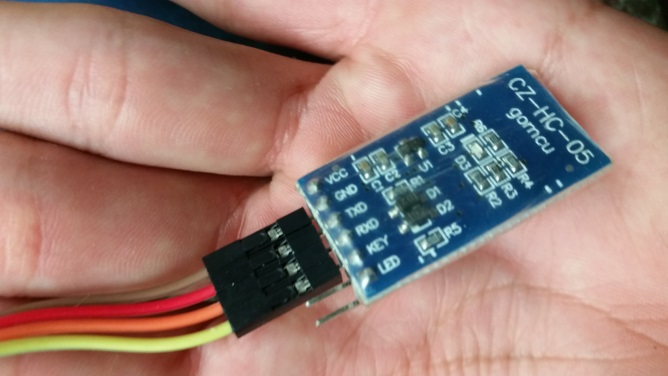 CZ-HC-05
gomcu
VCC
GND
TXD
RXD
KEY
LED
C1
C2
C3
R6
D3
R4
R3
R2
D1
D2
R5